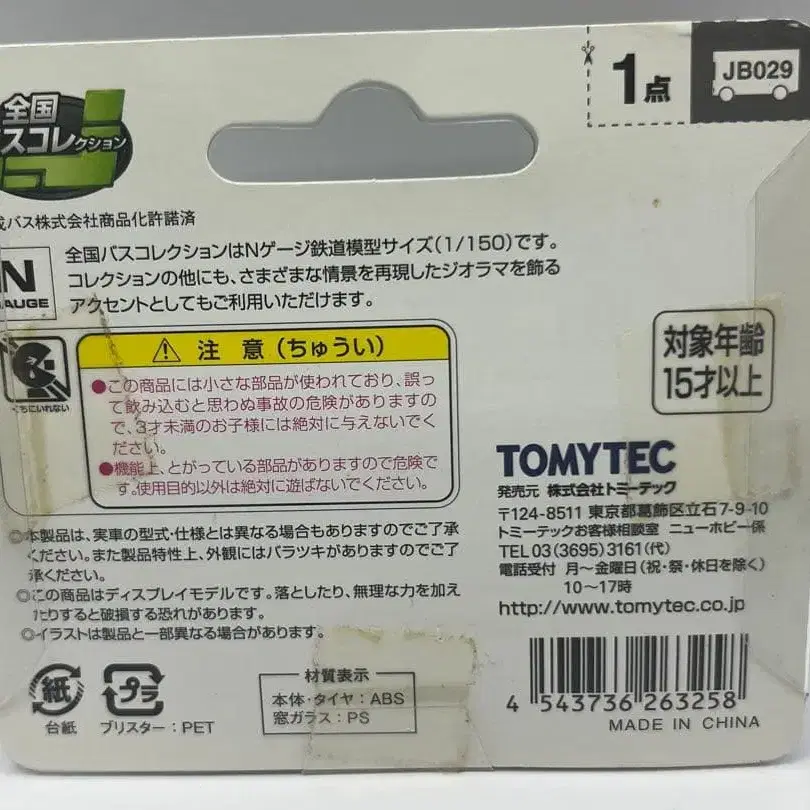 1点
JB029
全国
バスコレクション
成バス株式会社商品化許諾済
N
GAUGE
全国バスコレクションはNゲージ鉄道模型サイズ(1/150)です。
コレクションの他にも、さまざまな情景を再現したジオラマを飾る
アクセントとしてもご利用いただけます。
くちにいれない
注 意(ちゅうい)
●この商品には小さな部品が使われており、誤っ
て飲み込むと思わぬ事故の危険がありますの
で、3才未満のお子様には絶対に与えないでく
ださい。
●機能上、とがっている部品がありますので危険で
す。使用目的以外は絶対に遊ばないでください。
対象年齢
15才以上
◎本製品は、実車の型式・仕様とは異なる場合もありますのでご了承
ください。また製品特性上、外観にはバラツキがありますのでご了
承ください。
◎この商品はディスプレイモデルです。落としたり、無理な力を加え
たりすると破損する恐れがあります。
◎イラストは製品と一部異なる場合があります。
TOMYTEC
発売元 株式会社トミーテック
〒124-8511 東京都葛飾区立石7-9-10
トミーテックお客様相談室 ニューホビー係
TEL 03(3695)3161(代)
電話受付 月~金曜日(祝・祭・休日を除く)
10~17時
http://www.tomytec.co.jp
紙
台紙
プラ
ブリスター:PET
材質表示
本体・タイヤ:ABS
窓ガラス:PS
4 543736 263258
MADE IN CHINA